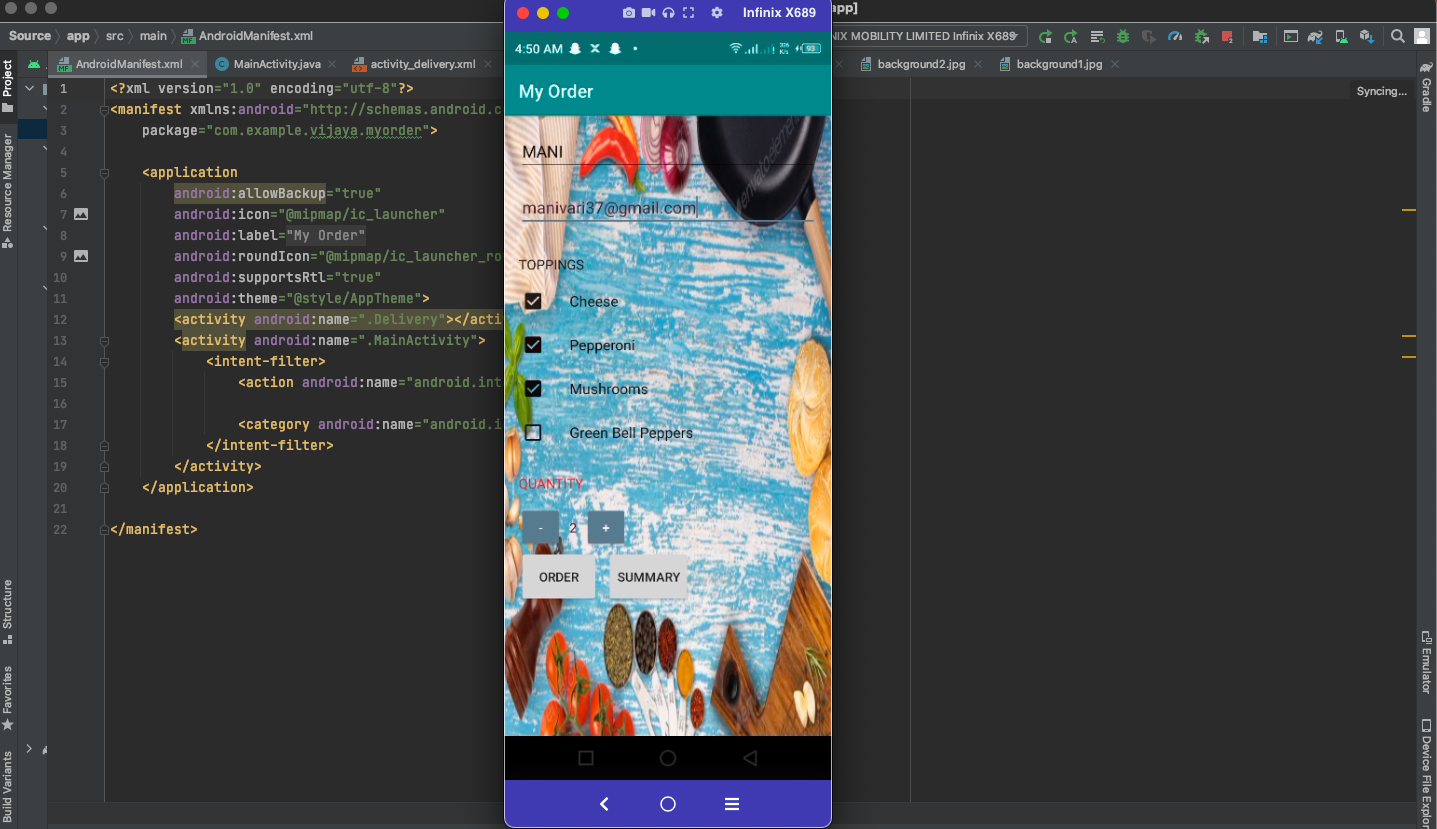 Infinix X689
app]
Source app src main AndroidManifest.xml
NIX MOBILITY LIMITED Infinix X689
AndroidManifest.xml MainActivity.java activity_delivery.xml background2.jpg background1.jpg
Syncing...
Project
Resource Manager
Structure
Favorites
Build Variants
Gradle
Emulator
Device File Explor
1 <?xml version="1.0" encoding="utf-8"?>
2 <manifest xmlns:android="http://schemas.android.c
3 package="com.example.vijaya.myorder">
4
5 <application
6 android:allowBackup="true"
7 android:icon="@mipmap/ic_launcher"
8 android:label="My Order"
9 android:roundIcon="@mipmap/ic_launcher_ro
10 android:supportsRtl="true"
11 android:theme="@style/AppTheme">
12 <activity android:name=".Delivery"></acti
13 <activity android:name=".MainActivity">
14 <intent-filter>
15 <action android:name="android.int
16
17 <category android:name="android.i
18 </intent-filter>
19 </activity>
20 </application>
21
22 </manifest>
4:50 AM 93
My Order
MANI
manivari37@gmail.com
TOPPINGS
Cheese
Pepperoni
Mushrooms
Green Bell Peppers
QUANTITY
- 2 +
ORDER SUMMARY